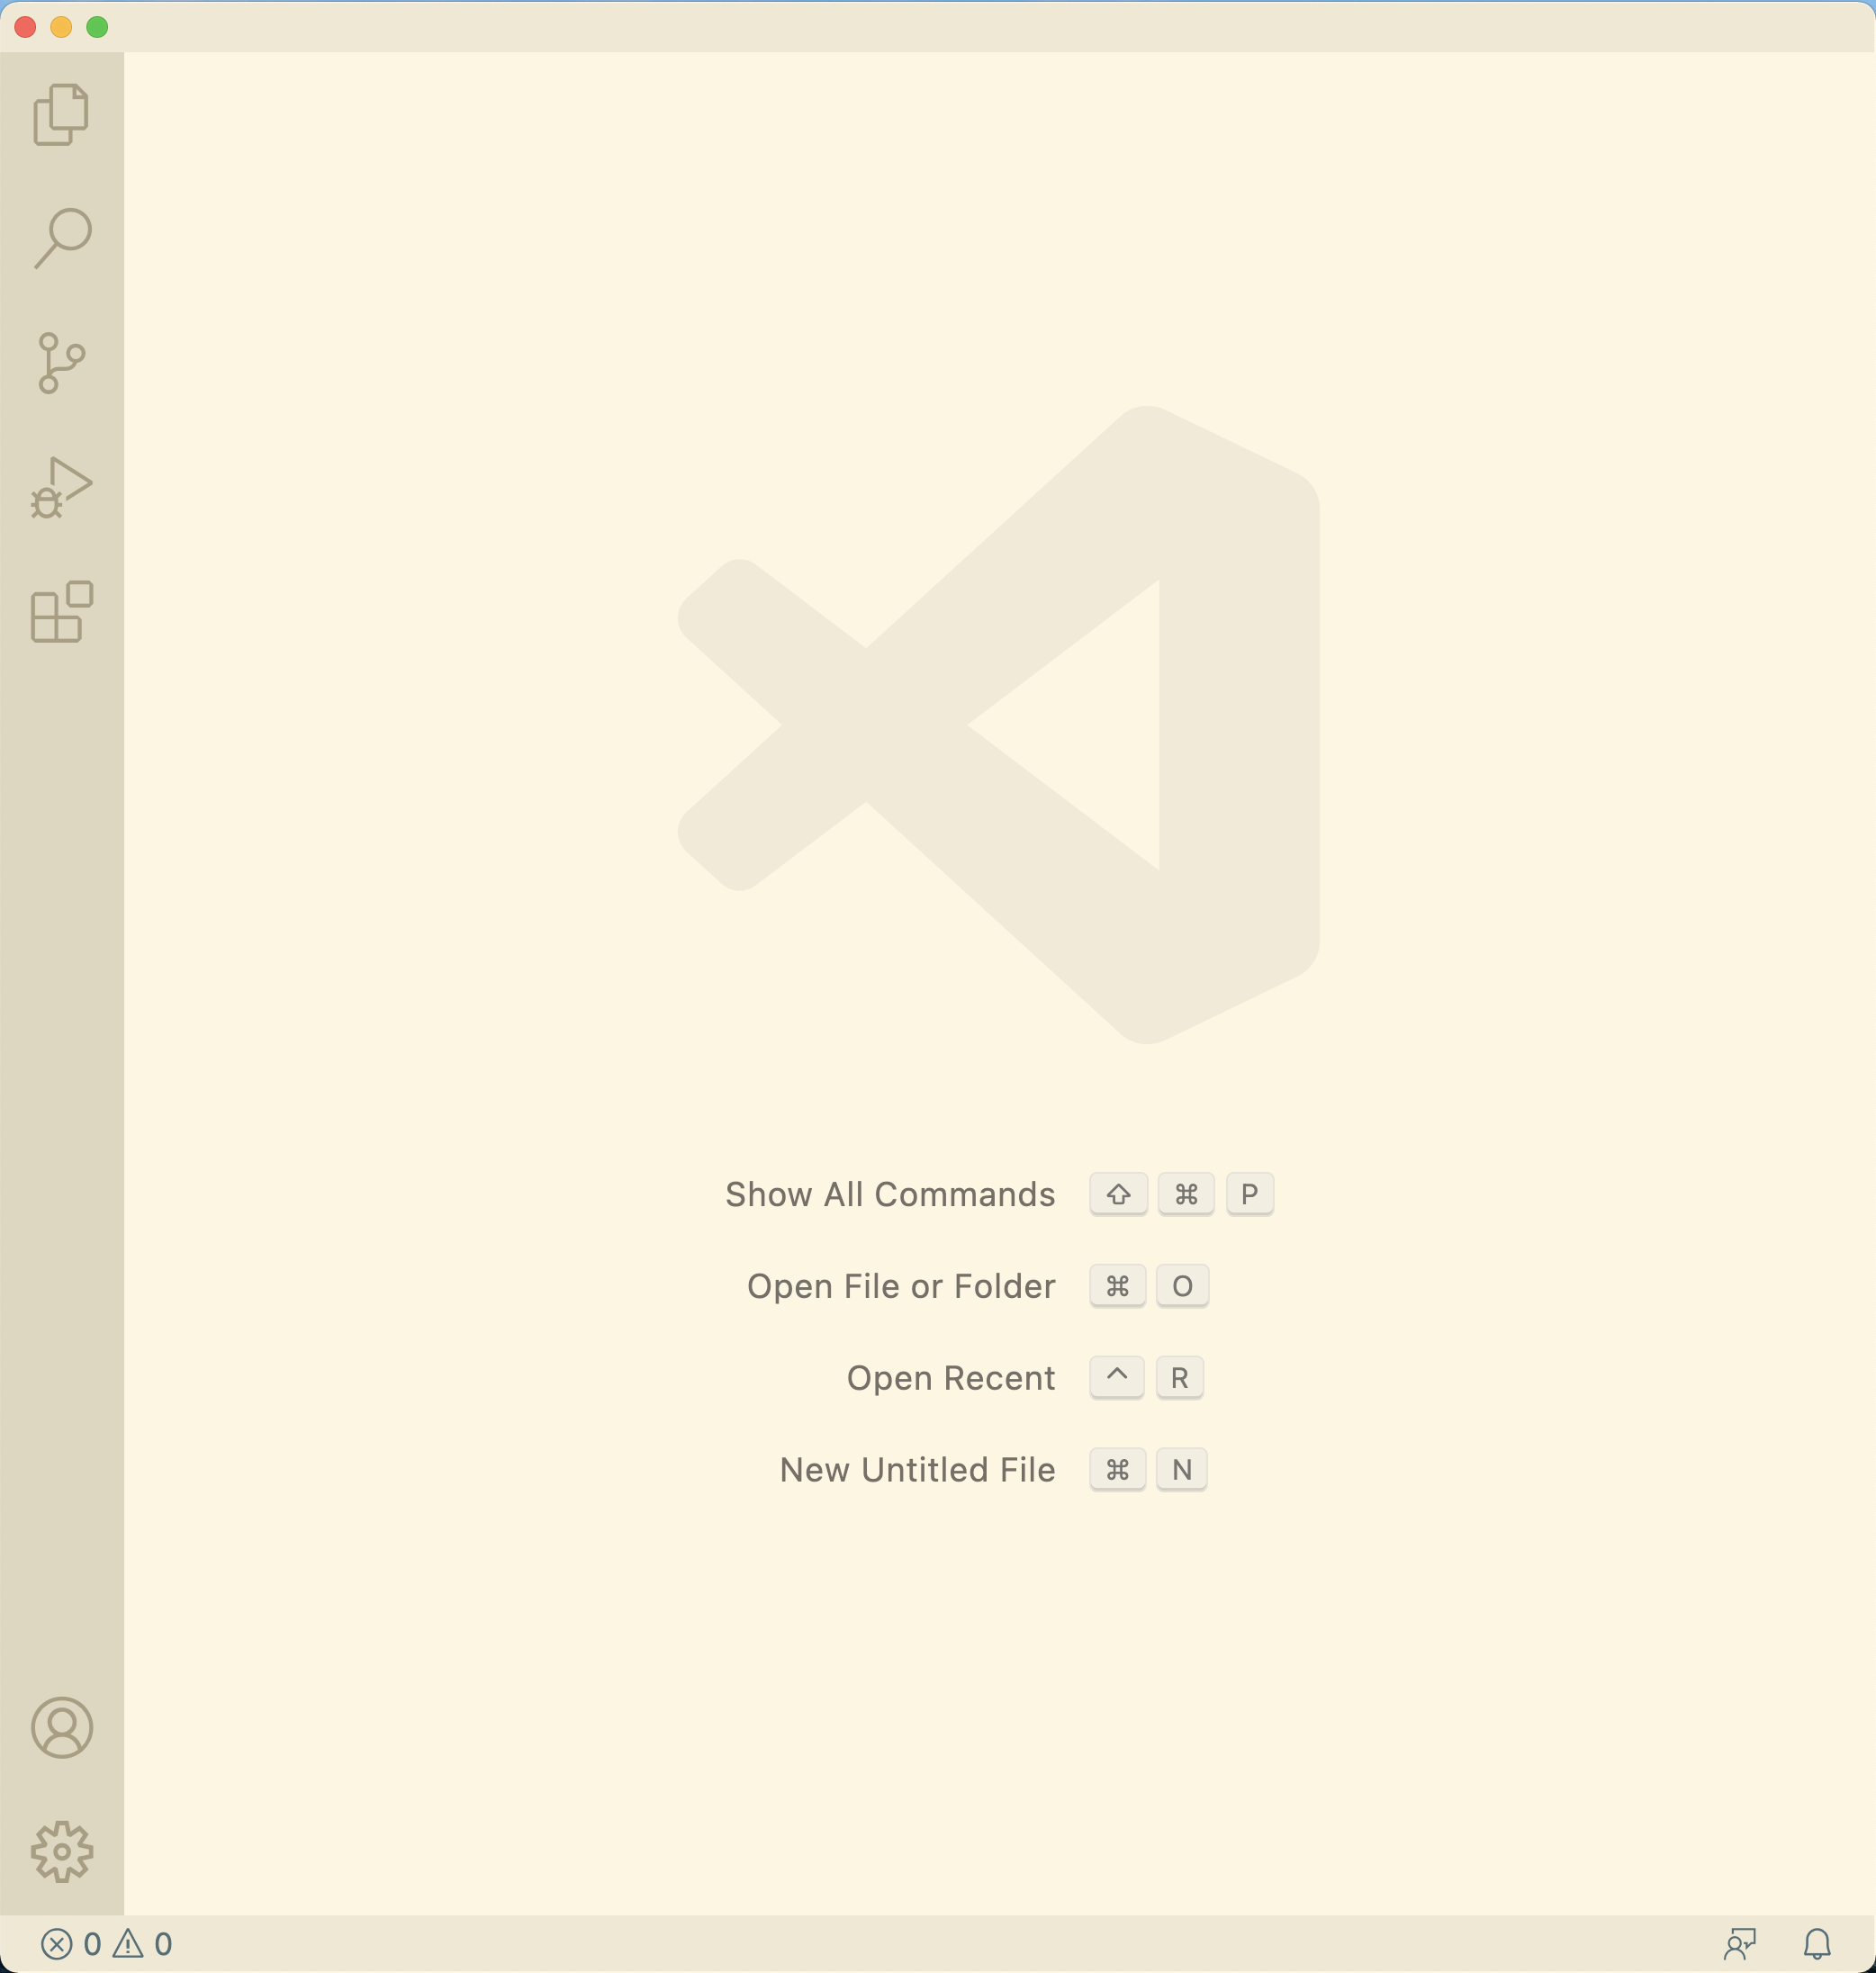 Show All Commands ⇧ ⌘ P
Open File or Folder ⌘ O
Open Recent ^ R
New Untitled File ⌘ N
0 0